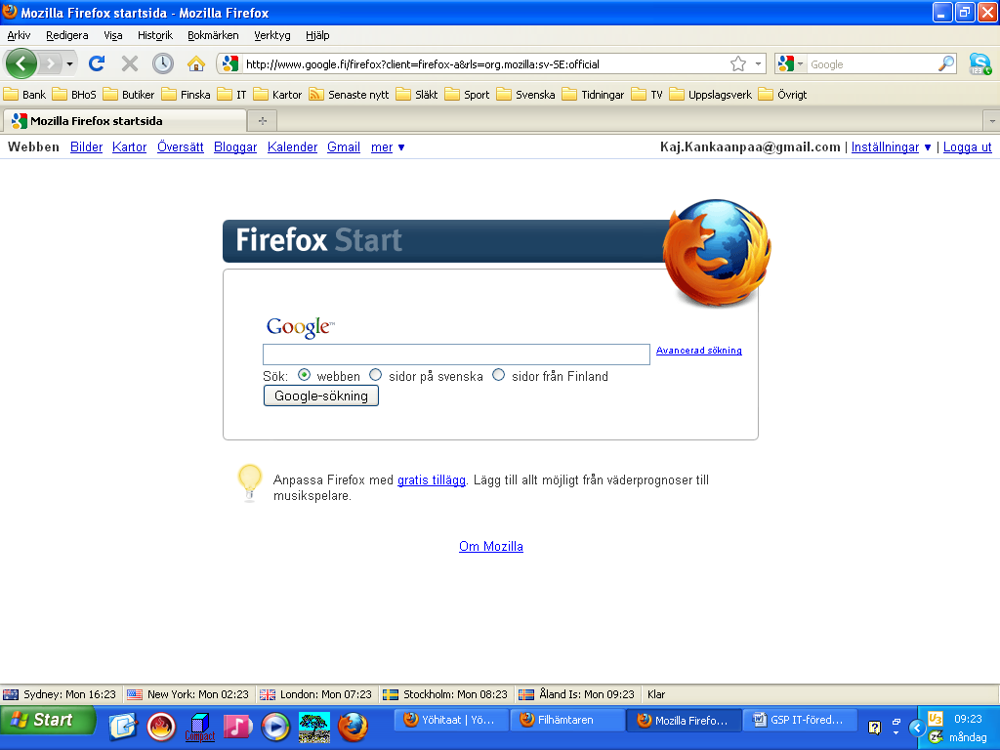 Mozilla Firefox startsida - Mozilla Firefox
Arkiv Redigera Visa Historik Bokmärken Verktyg Hjälp
http://www.google.fi/firefox?client=firefox-a&rls=org.mozilla:sv-SE:official Google
Bank BHoS Butiker Finska IT Kartor Senaste nytt Släkt Sport Svenska Tidningar TV Uppslagsverk Övrigt
Mozilla Firefox startsida
Webben Bilder Kartor Översätt Bloggar Kalender Gmail mer ▼ Kaj.Kankaanpaa@gmail.com | Inställningar ▼ | Logga ut
Firefox Start
Google™
Avancerad sökning
Sök: webben sidor på svenska sidor från Finland
Google-sökning
Anpassa Firefox med gratis tillägg. Lägg till allt möjligt från väderprognoser till
musikspelare.
Om Mozilla
Sydney: Mon 16:23 New York: Mon 02:23 London: Mon 07:23 Stockholm: Mon 08:23 Åland Is: Mon 09:23 Klar
Start Compact Yöhitaat | Yö... Filhämtaren Mozilla Firefo... GSP IT-föred... 09:23
måndag